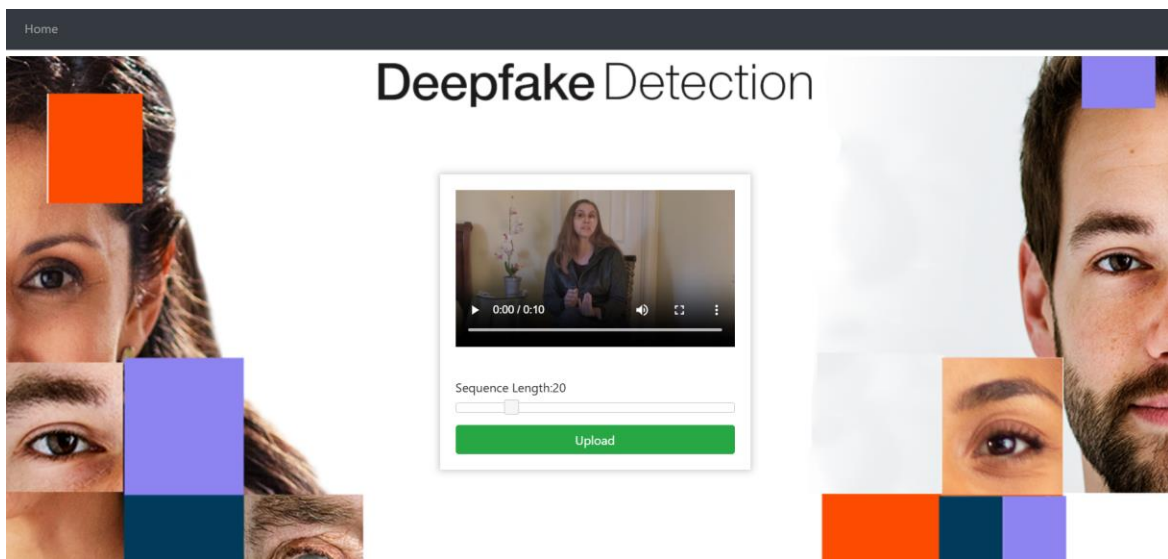 Home
Deepfake Detection
0:00 / 0:10
Sequence Length:20
Upload